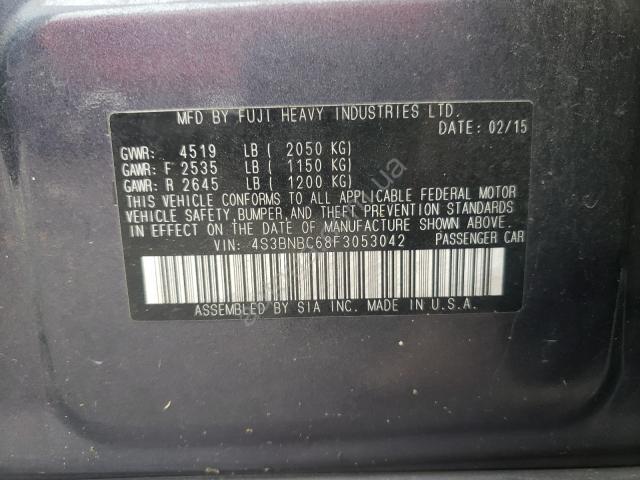 MFD BY FUJI HEAVY INDUSTRIES LTD.
DATE: 02/15
GVWR: 4519 LB ( 2050 KG)
GAWR: F 2535 LB ( 1150 KG)
GAWR: R 2645 LB ( 1200 KG)
THIS VEHICLE CONFORMS TO ALL APPLICABLE FEDERAL MOTOR
VEHICLE SAFETY, BUMPER, AND THEFT PREVENTION STANDARDS
IN EFFECT ON THE DATE OF MANUFACTURE SHOWN ABOVE.
VIN: 4S3BNBC68F3053042 PASSENGER CAR
ASSEMBLED BY SIA INC. MADE IN U.S.A.